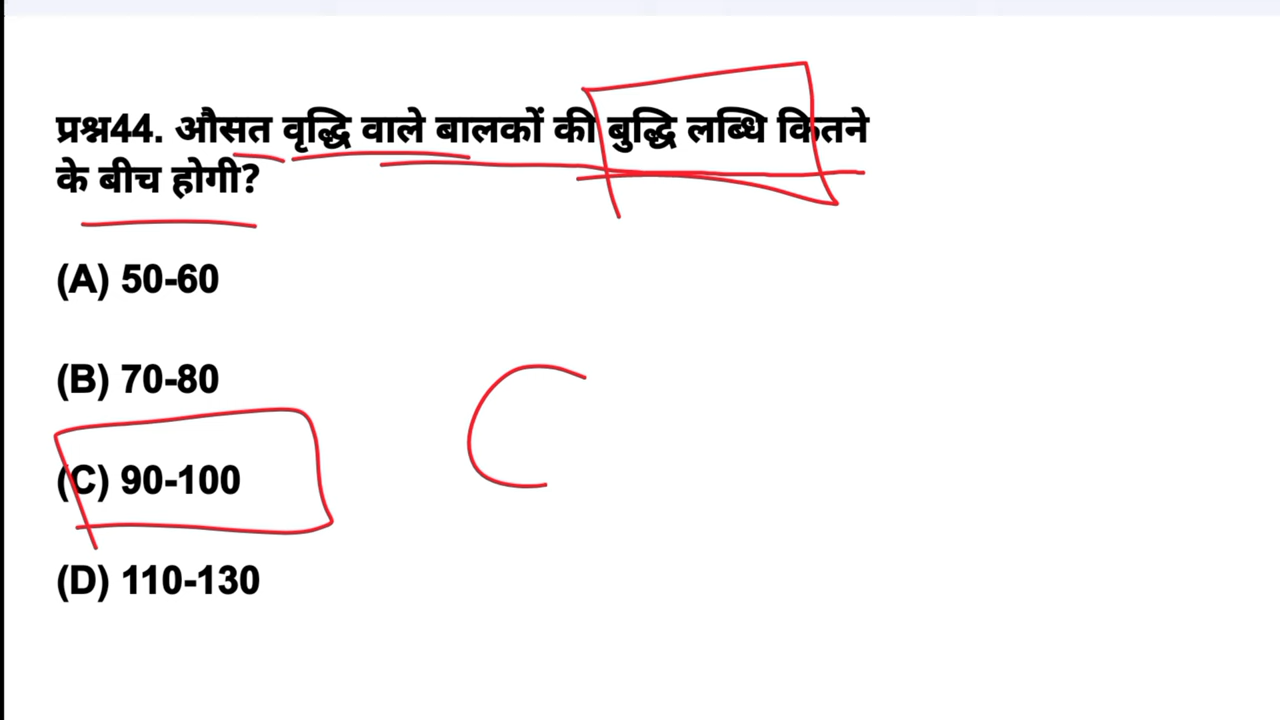 प्रश्न44. औसत वृद्धि वाले बालकों की बुद्धि लब्धि कितने
के बीच होगी?
(A) 50-60
(B) 70-80
(C) 90-100
C
(D) 110-130